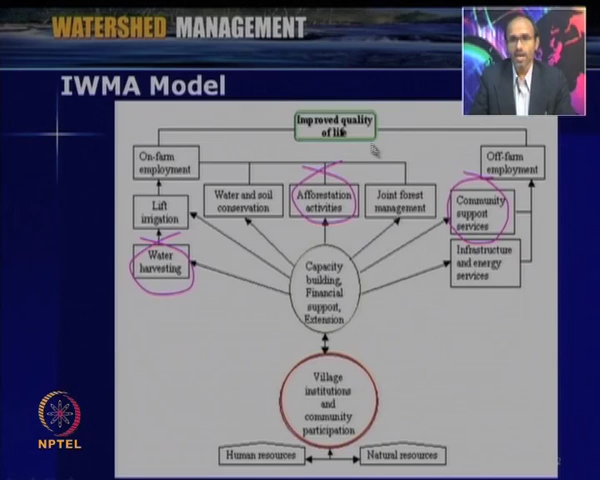 WATERSHED MANAGEMENT
IWMA Model
Improved quality
of life
On-farm
employment
Off-farm
employment
Lift
irrigation
Water and soil
conservation
Afforestation
activities
Joint forest
management
Community
support
services
Water
harvesting
Infrastructure
and energy
services
Capacity
building,
Financial
support,
Extension
Village
institutions
and
community
participation
Human resources
Natural resources
NPTEL